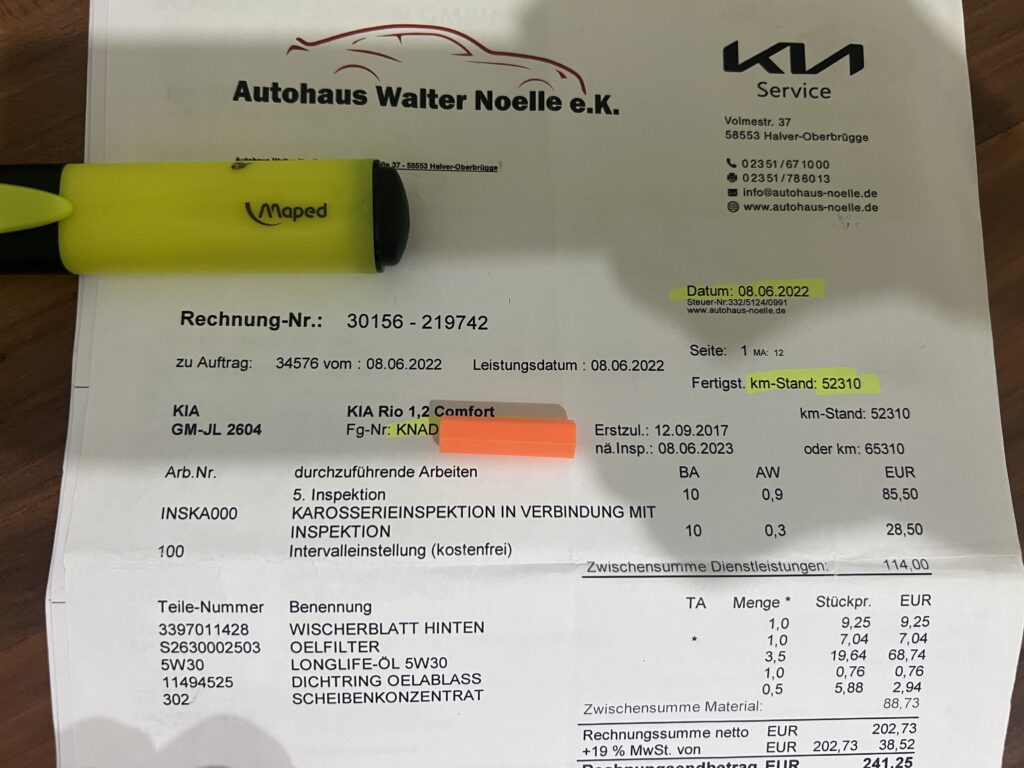 Autohaus Walter Noelle e.K.
KIA
Service
Volmestr. 37
58553 Halver-Oberbrügge
02351/671000
02351/786013
info@autohaus-noelle.de
www.autohaus-noelle.de
37 - 58553 Halver-Oberbrügge
Maped
Datum: 08.06.2022
Steuer-Nr:332/5124/0991
www.autohaus-noelle.de
Rechnung-Nr.: 30156 - 219742
Seite: 1 MA: 12
zu Auftrag: 34576 vom : 08.06.2022 Leistungsdatum : 08.06.2022
Fertigst. km-Stand: 52310
KIA KIA Rio 1,2 Comfort km-Stand: 52310
GM-JL 2604 Fg-Nr: KNAD Erstzul.: 12.09.2017
nä.Insp.: 08.06.2023 oder km: 65310
Arb.Nr. durchzuführende Arbeiten BA AW EUR
5. Inspektion 10 0,9 85,50
INSKA000 KAROSSERIEINSPEKTION IN VERBINDUNG MIT
INSPEKTION 10 0,3 28,50
100 Intervalleinstellung (kostenfrei)
Zwischensumme Dienstleistungen: 114,00
Teile-Nummer Benennung TA Menge * Stückpr. EUR
3397011428 WISCHERBLATT HINTEN 1,0 9,25 9,25
S2630002503 OELFILTER * 1,0 7,04 7,04
5W30 LONGLIFE-ÖL 5W30 3,5 19,64 68,74
11494525 DICHTRING OELABLASS 1,0 0,76 0,76
302 SCHEIBENKONZENTRAT 0,5 5,88 2,94
Zwischensumme Material: 88,73
Rechnungssumme netto EUR 202,73
+19 % MwSt. von EUR 202,73 38,52
Rechnungsendbetrag EUR 241,25